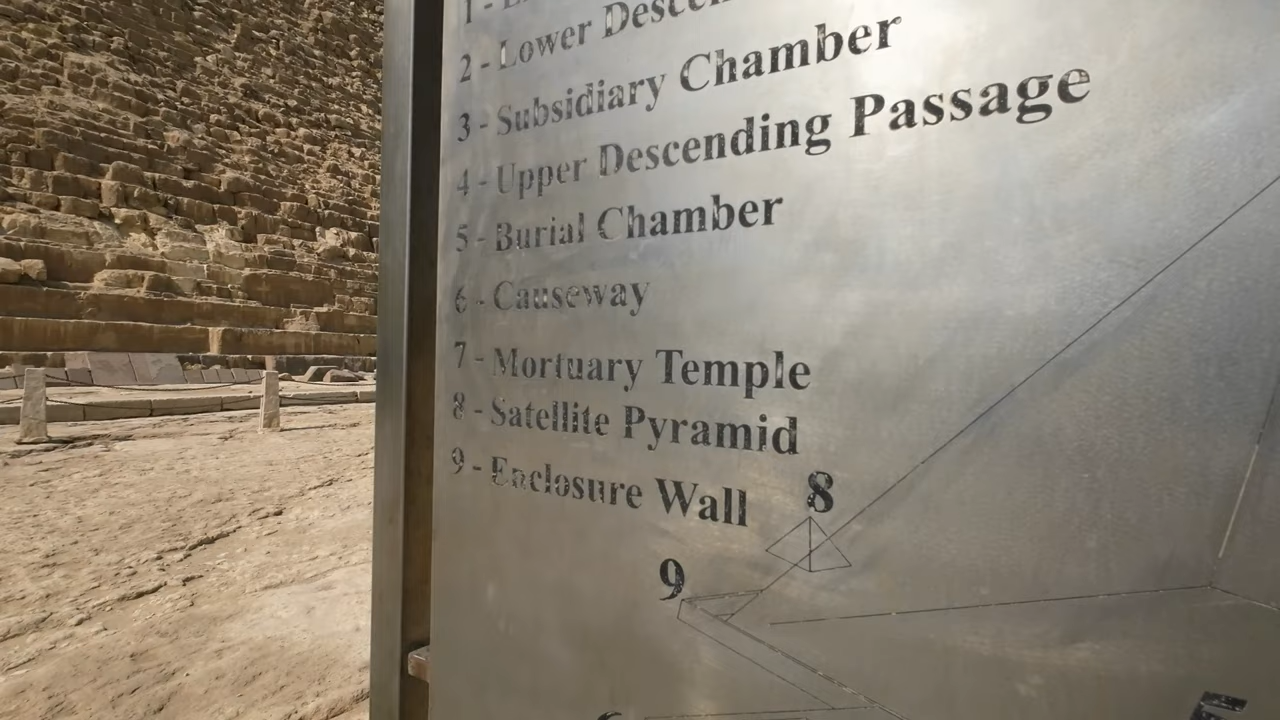 1 -
2 - Lower
3 - Subsidiary Chamber
4 - Upper Descending Passage
5 - Burial Chamber
6 - Causeway
7 - Mortuary Temple
8 - Satellite Pyramid
9 - Enclosure Wall
8
9